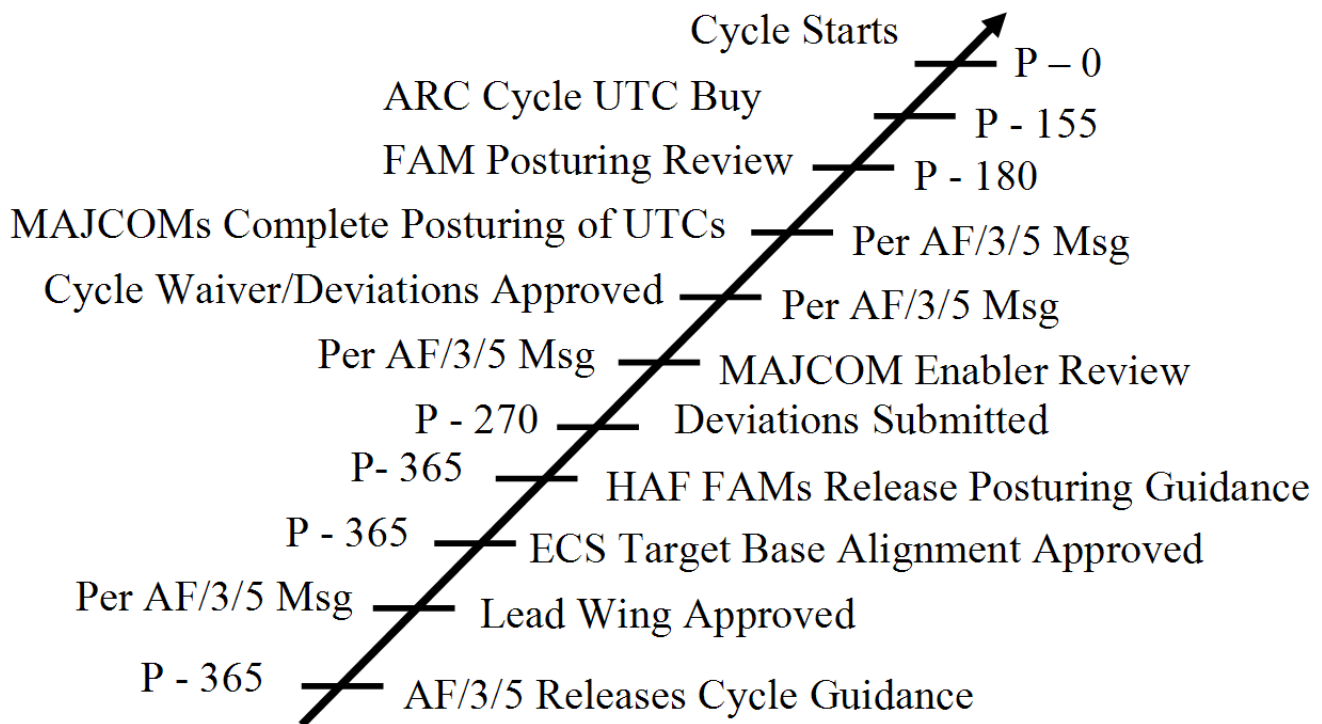 Cycle Starts
P – 0
ARC Cycle UTC Buy
P - 155
FAM Posturing Review
P - 180
MAJCOMs Complete Posturing of UTCs
Per AF/3/5 Msg
Cycle Waiver/Deviations Approved
Per AF/3/5 Msg
Per AF/3/5 Msg
MAJCOM Enabler Review
P - 270
Deviations Submitted
P- 365
HAF FAMs Release Posturing Guidance
P - 365
ECS Target Base Alignment Approved
Per AF/3/5 Msg
Lead Wing Approved
P - 365
AF/3/5 Releases Cycle Guidance